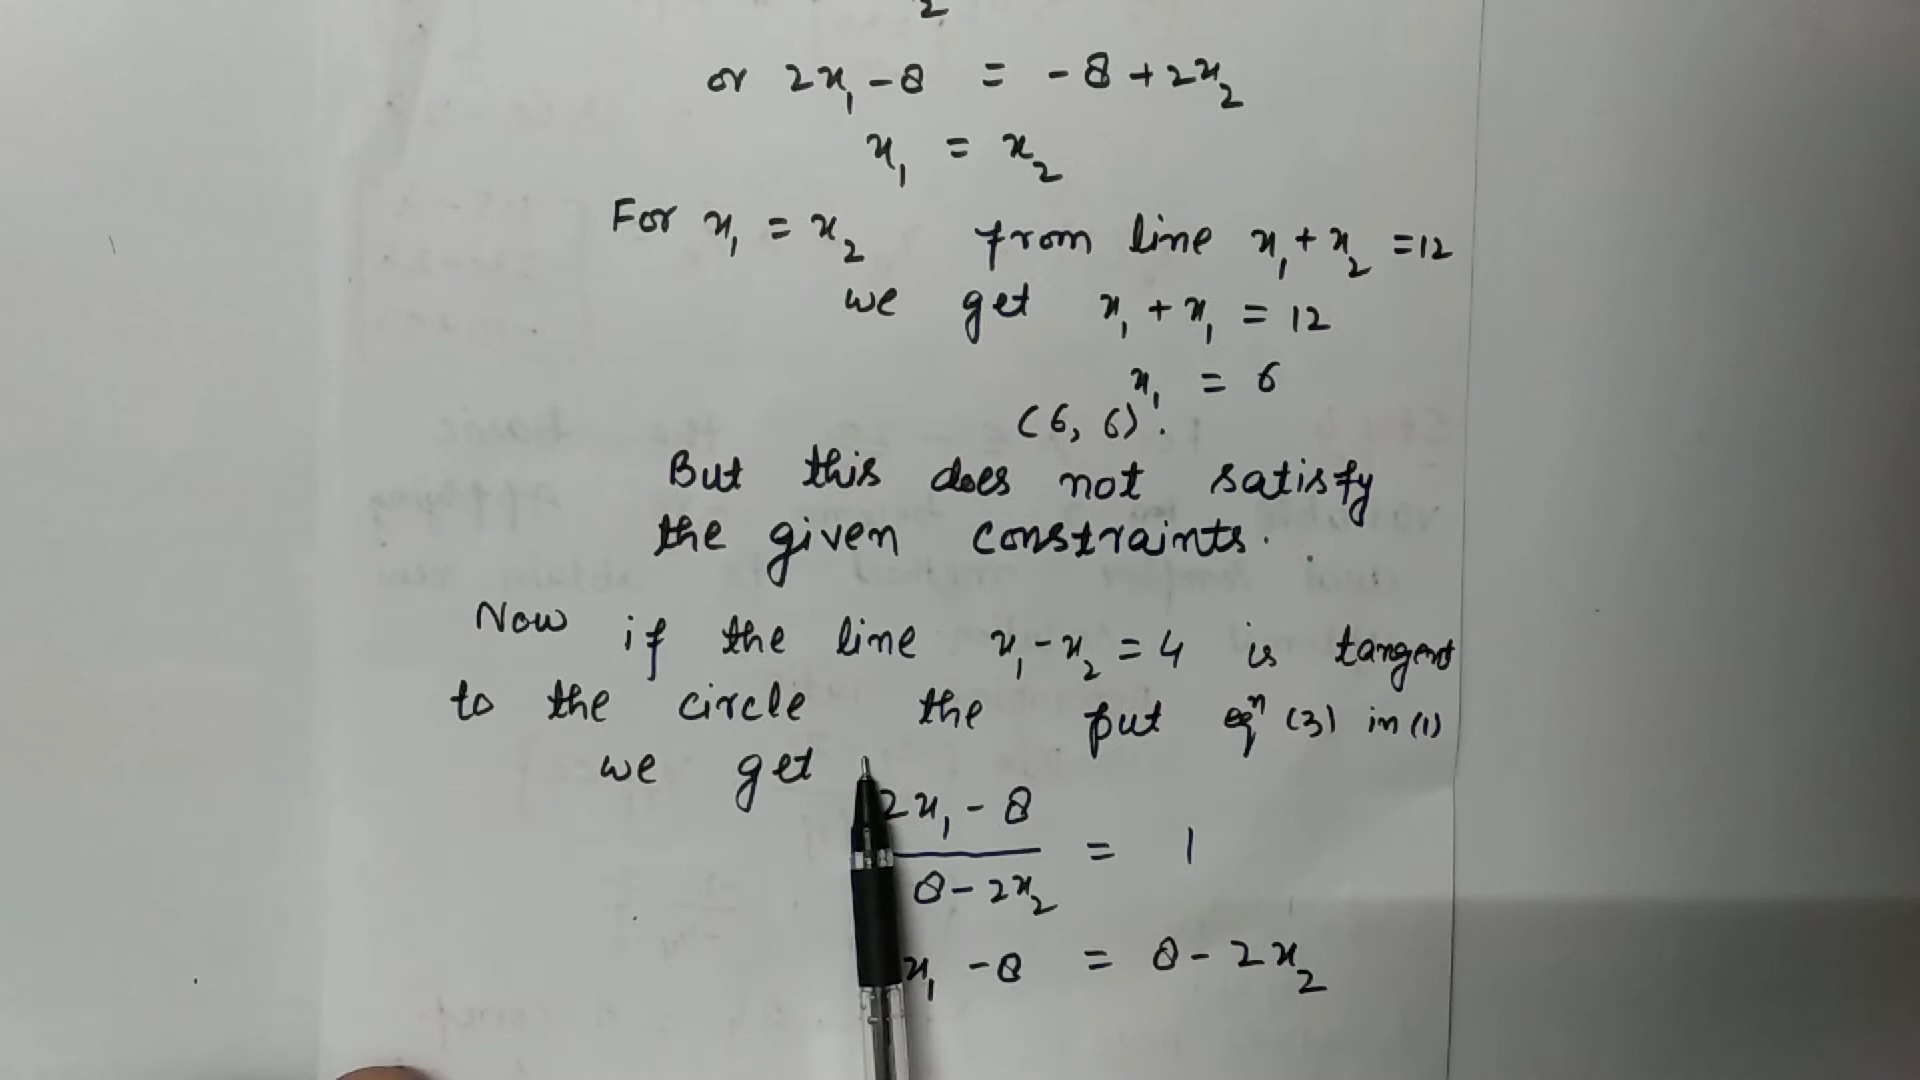 2
or 2x₁ - 8 = - 8 + 2x₂
x₁ = x₂
For x₁ = x₂ from line x₁ + x₂ = 12
we get x₁ + x₁ = 12
x₁ = 6
(6, 6).
But this does not satisfy
the given constraints.
Now if the line x₁ - x₂ = 4 is tangent
to the circle the put eqⁿ (3) in (1)
we get
2x₁ - 8
8 - 2x₂ = 1
x₁ - 8 = 8 - 2x₂